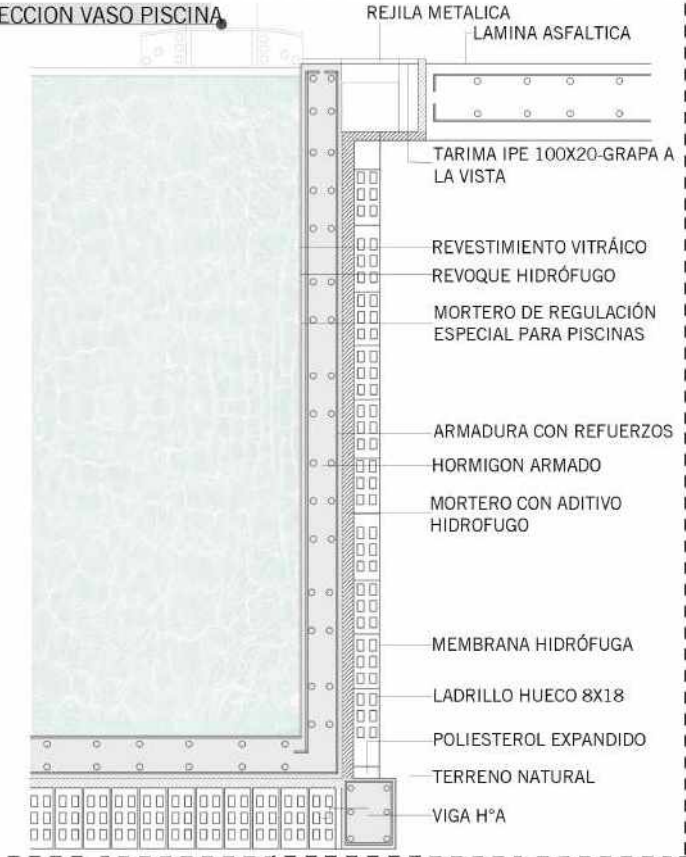 ECCION VASO PISCINA
REJILA METALICA
LAMINA ASFALTICA
TARIMA IPE 100X20-GRAPA A
LA VISTA
REVESTIMIENTO VITRÁICO
REVOQUE HIDRÓFUGO
MORTERO DE REGULACIÓN
ESPECIAL PARA PISCINAS
ARMADURA CON REFUERZOS
HORMIGON ARMADO
MORTERO CON ADITIVO
HIDROFUGO
MEMBRANA HIDRÓFUGA
LADRILLO HUECO 8X18
POLIESTEROL EXPANDIDO
TERRENO NATURAL
VIGA H°A